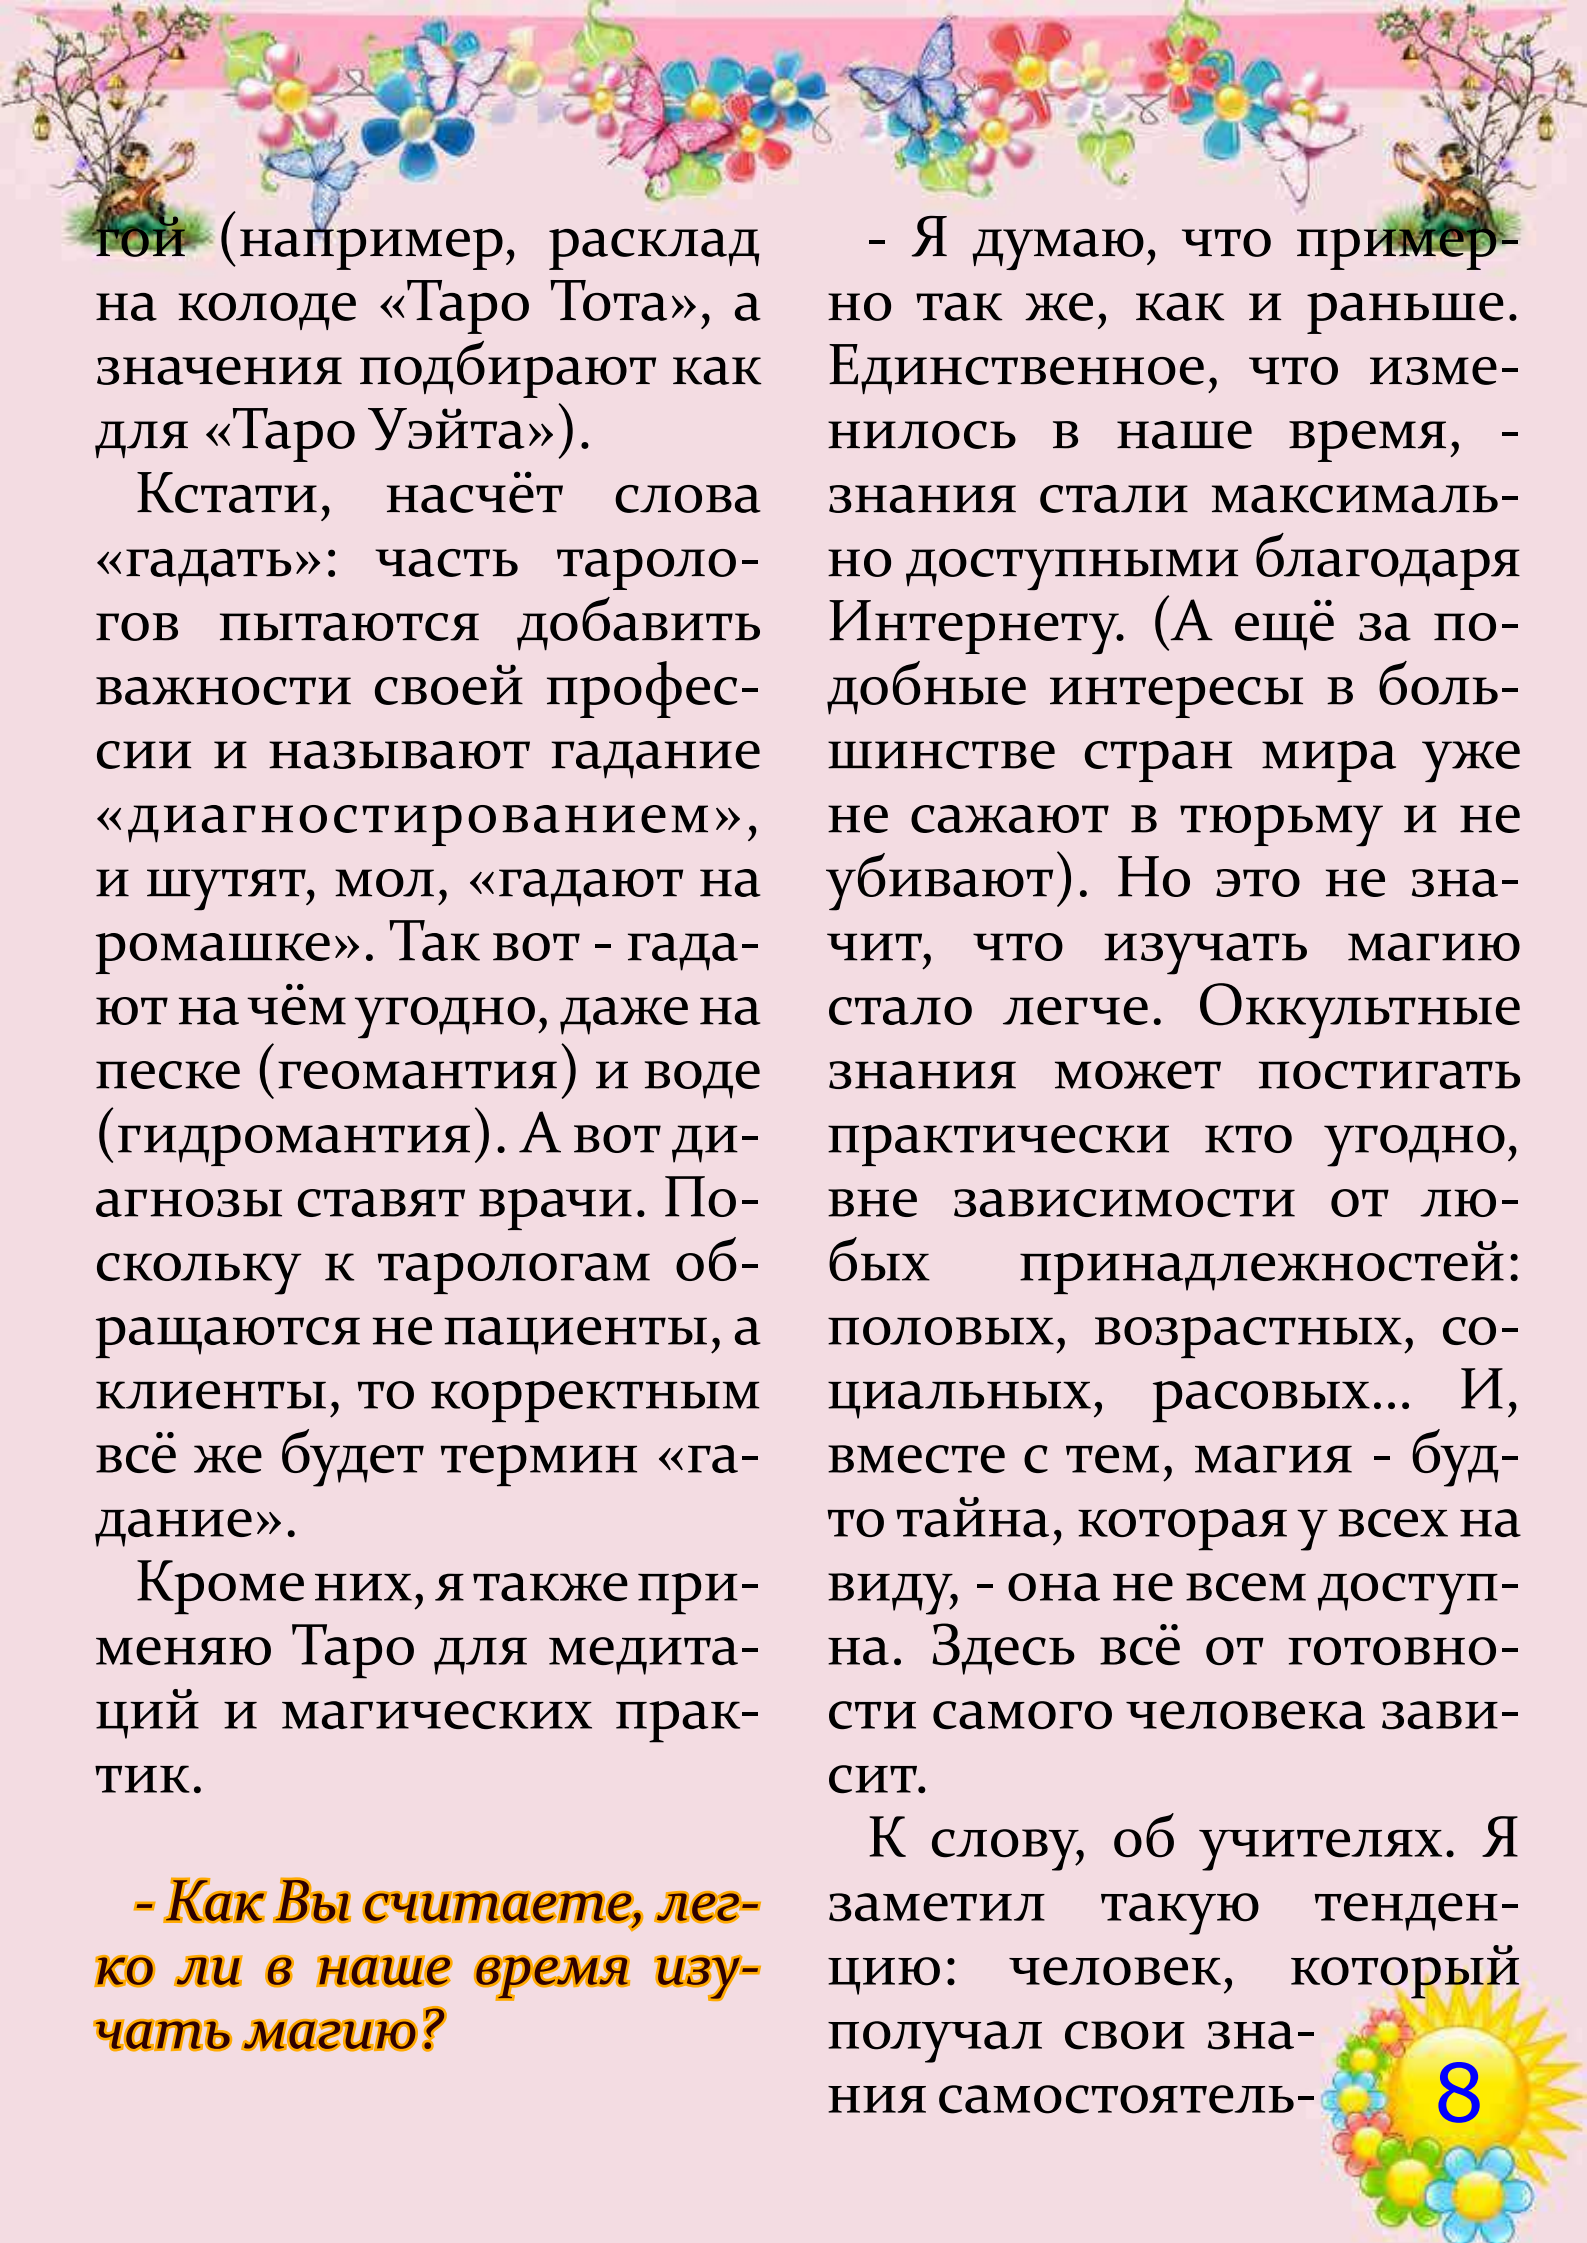 гой (например, расклад
на колоде «Таро Тота», а
значения подбирают как
для «Таро Уэйта»).
Кстати, насчёт слова
«гадать»: часть тароло-
гов пытаются добавить
важности своей профес-
сии и называют гадание
«диагностированием»,
и шутят, мол, «гадают на
ромашке». Так вот - гада-
ют на чём угодно, даже на
песке (геомантия) и воде
(гидромантия). А вот ди-
агнозы ставят врачи. По-
скольку к тарологам об-
ращаются не пациенты, а
клиенты, то корректным
всё же будет термин «га-
дание».
Кроме них, я также при-
меняю Таро для медита-
ций и магических прак-
тик.
- Как Вы считаете, лег-
ко ли в наше время изу-
чать магию?
- Я думаю, что пример-
но так же, как и раньше.
Единственное, что изме-
нилось в наше время, -
знания стали максималь-
но доступными благодаря
Интернету. (А ещё за по-
добные интересы в боль-
шинстве стран мира уже
не сажают в тюрьму и не
убивают). Но это не зна-
чит, что изучать магию
стало легче. Оккультные
знания может постигать
практически кто угодно,
вне зависимости от лю-
бых принадлежностей:
половых, возрастных, со-
циальных, расовых... И,
вместе с тем, магия - буд-
то тайна, которая у всех на
виду, - она не всем доступ-
на. Здесь всё от готовно-
сти самого человека зави-
сит.
К слову, об учителях. Я
заметил такую тенден-
цию: человек, который
получал свои зна-
ния самостоятель-
8